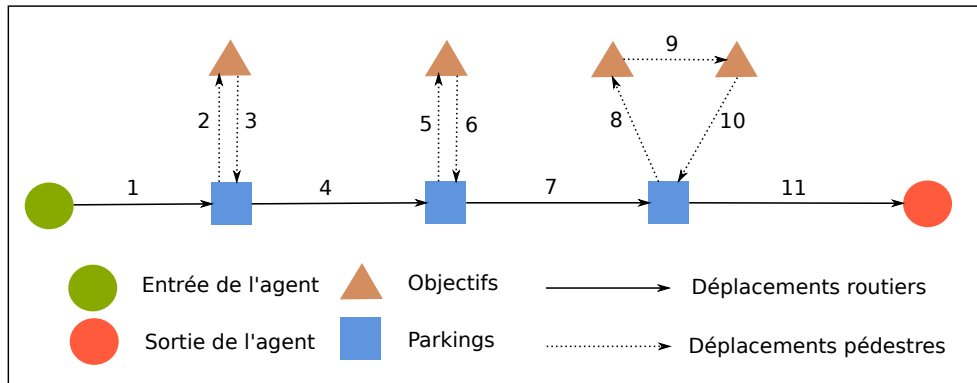 9
2
3
5
6
8
10
1
4
7
11
Entrée de l'agent
Objectifs
Déplacements routiers
Sortie de l'agent
Parkings
Déplacements pédestres